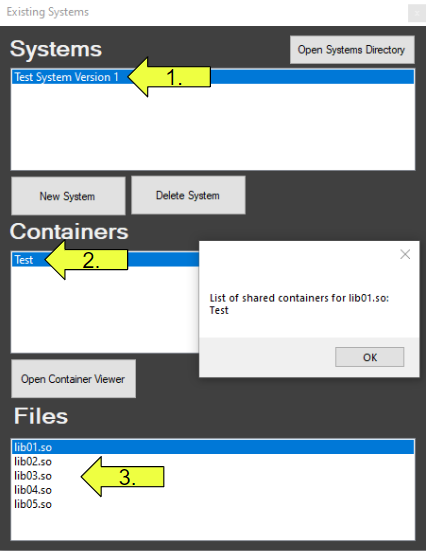 Existing Systems
Systems
Open Systems Directory
Test System Version 1
1.
New System
Delete System
Containers
Test
2.
List of shared containers for lib01.so:
Test
OK
Open Container Viewer
Files
lib01.so
lib02.so
lib03.so
3.
lib04.so
lib05.so